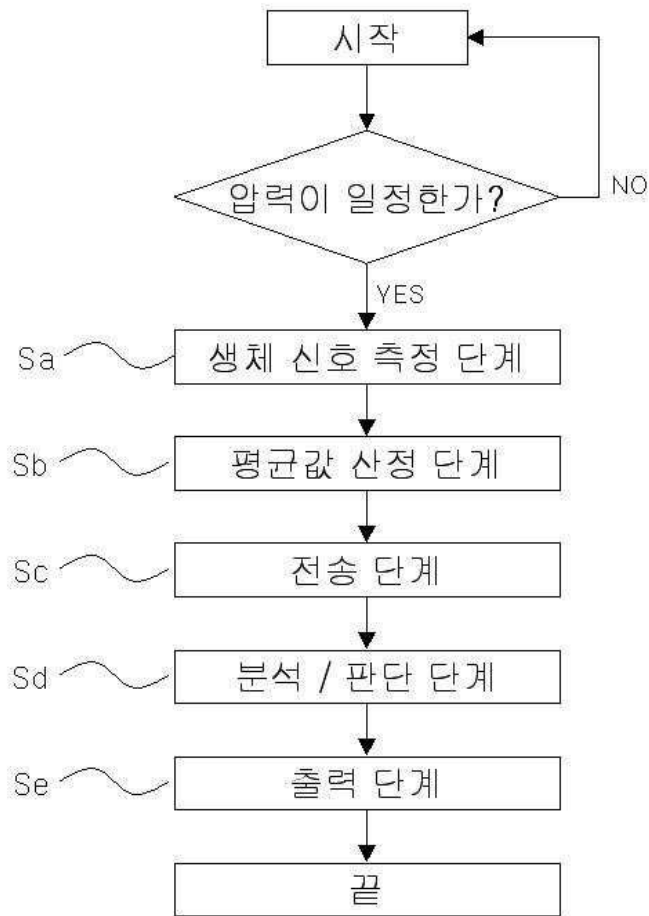 시작
압력이 일정한가?
NO
YES
Sa 생체 신호 측정 단계
Sb 평균값 산정 단계
Sc 전송 단계
Sd 분석 / 판단 단계
Se 출력 단계
끝